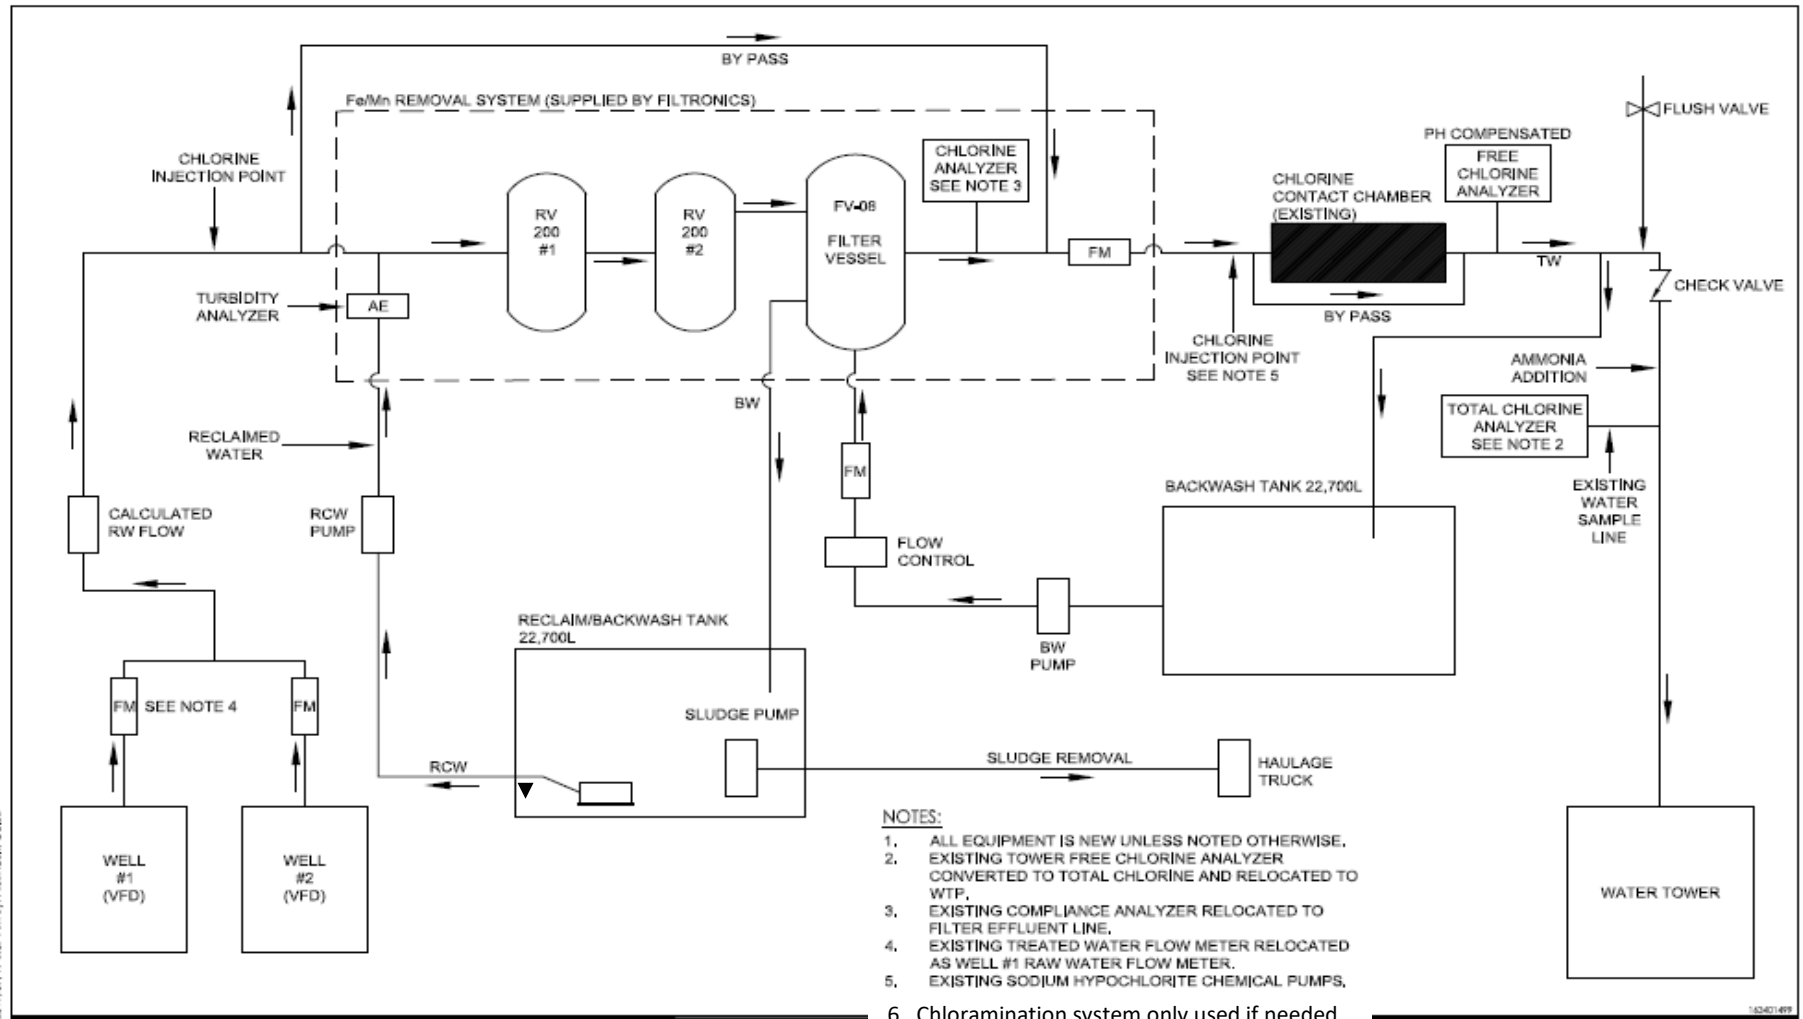 BY PASS
Fe/Mn REMOVAL SYSTEM (SUPPLIED BY FILTRONICS)
FLUSH VALVE
CHLORINE
INJECTION POINT
CHLORINE
ANALYZER
SEE NOTE 3
PH COMPENSATED
FREE
CHLORINE
ANALYZER
CHLORINE
CONTACT CHAMBER
(EXISTING)
RV
200
#1
RV
200
#2
FV-08
FILTER
VESSEL
FM
TW
CHECK VALVE
TURBIDITY
ANALYZER
AE
BY PASS
CHLORINE
INJECTION POINT
SEE NOTE 5
AMMONIA
ADDITION
BW
TOTAL CHLORINE
ANALYZER
SEE NOTE 2
RECLAIMED
WATER
FM
EXISTING
WATER
SAMPLE
LINE
BACKWASH TANK 22,700L
CALCULATED
RW FLOW
RCW
PUMP
FLOW
CONTROL
BW
PUMP
RECLAIM/BACKWASH TANK
22,700L
FM
SEE NOTE 4
FM
SLUDGE PUMP
RCW
SLUDGE REMOVAL
HAULAGE
TRUCK
WELL
#1
(VFD)
WELL
#2
(VFD)
WATER TOWER
NOTES:
1. ALL EQUIPMENT IS NEW UNLESS NOTED OTHERWISE.
2. EXISTING TOWER FREE CHLORINE ANALYZER
CONVERTED TO TOTAL CHLORINE AND RELOCATED TO
WTP.
3. EXISTING COMPLIANCE ANALYZER RELOCATED TO
FILTER EFFLUENT LINE.
4. EXISTING TREATED WATER FLOW METER RELOCATED
AS WELL #1 RAW WATER FLOW METER.
5. EXISTING SODIUM HYPOCHLORITE CHEMICAL PUMPS.
6. Chloramination system only used if needed
163401499